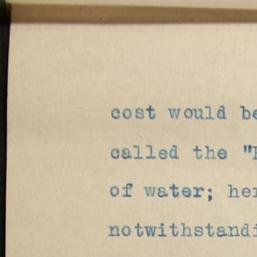 cost would be
called the "
of water; her
notwithstandi